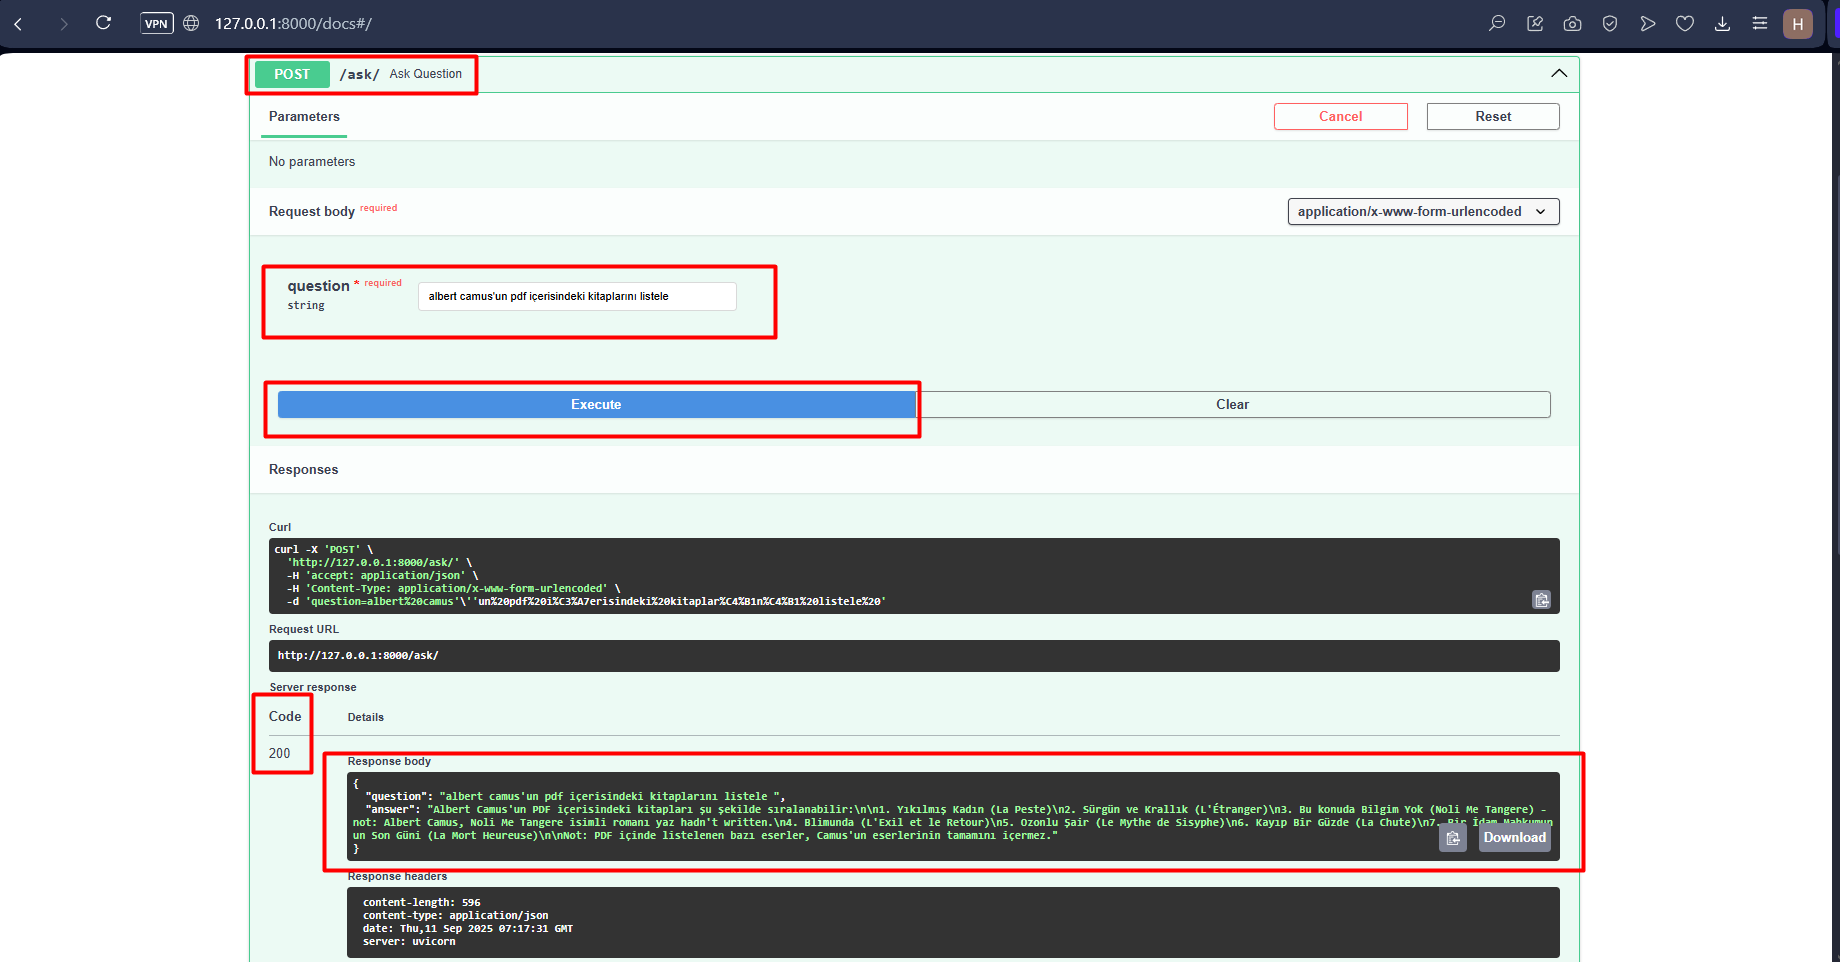 VPN 127.0.0.1:8000/docs#/ H
POST /ask/ Ask Question
Parameters Cancel Reset
No parameters
Request body required application/x-www-form-urlencoded
question * required
string
albert camus'un pdf içerisindeki kitaplarını listele
Execute Clear
Responses
Curl
curl -X 'POST' \
'http://127.0.0.1:8000/ask/' \
-H 'accept: application/json' \
-H 'Content-Type: application/x-www-form-urlencoded' \
-d 'question=albert%20camus'\''un%20pdf%20i%C3%A7erisindeki%20kitaplar%C4%B1n%C4%B1%20listele%20'
Request URL
http://127.0.0.1:8000/ask/
Server response
Code Details
200
Response body
{
"question": "albert camus'un pdf içerisindeki kitaplarını listele ",
"answer": "Albert Camus'un PDF içerisindeki kitapları şu şekilde sıralanabilir:\n\n1. Yıkılmış Kadın (La Peste)\n2. Sürgün ve Krallık (L'Étranger)\n3. Bu konuda Bilgim Yok (Noli Me Tangere) -
not: Albert Camus, Noli Me Tangere isimli romanı yaz hadn't written.\n4. Blimunda (L'Exil et le Retour)\n5. Ozonlu Şair (Le Mythe de Sisyphe)\n6. Kayıp Bir Güzde (La Chute)\n7. Bir İdam Mahkumun
un Son Güni (La Mort Heureuse)\n\nNot: PDF içinde listelenen bazı eserler, Camus'un eserlerinin tamamını içermez."
}
Download
Response headers
content-length: 596
content-type: application/json
date: Thu,11 Sep 2025 07:17:31 GMT
server: uvicorn